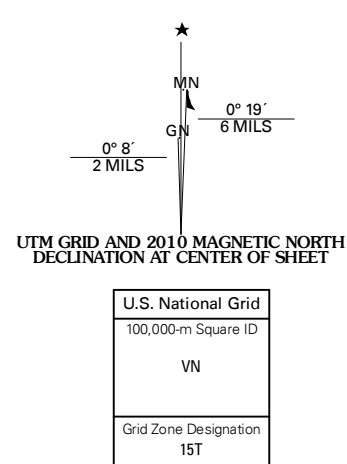 ★
MN
0° 19´
6 MILS
GN
0° 8´
2 MILS
UTM GRID AND 2010 MAGNETIC NORTH
DECLINATION AT CENTER OF SHEET
U.S. National Grid
100,000-m Square ID
VN
Grid Zone Designation
15T